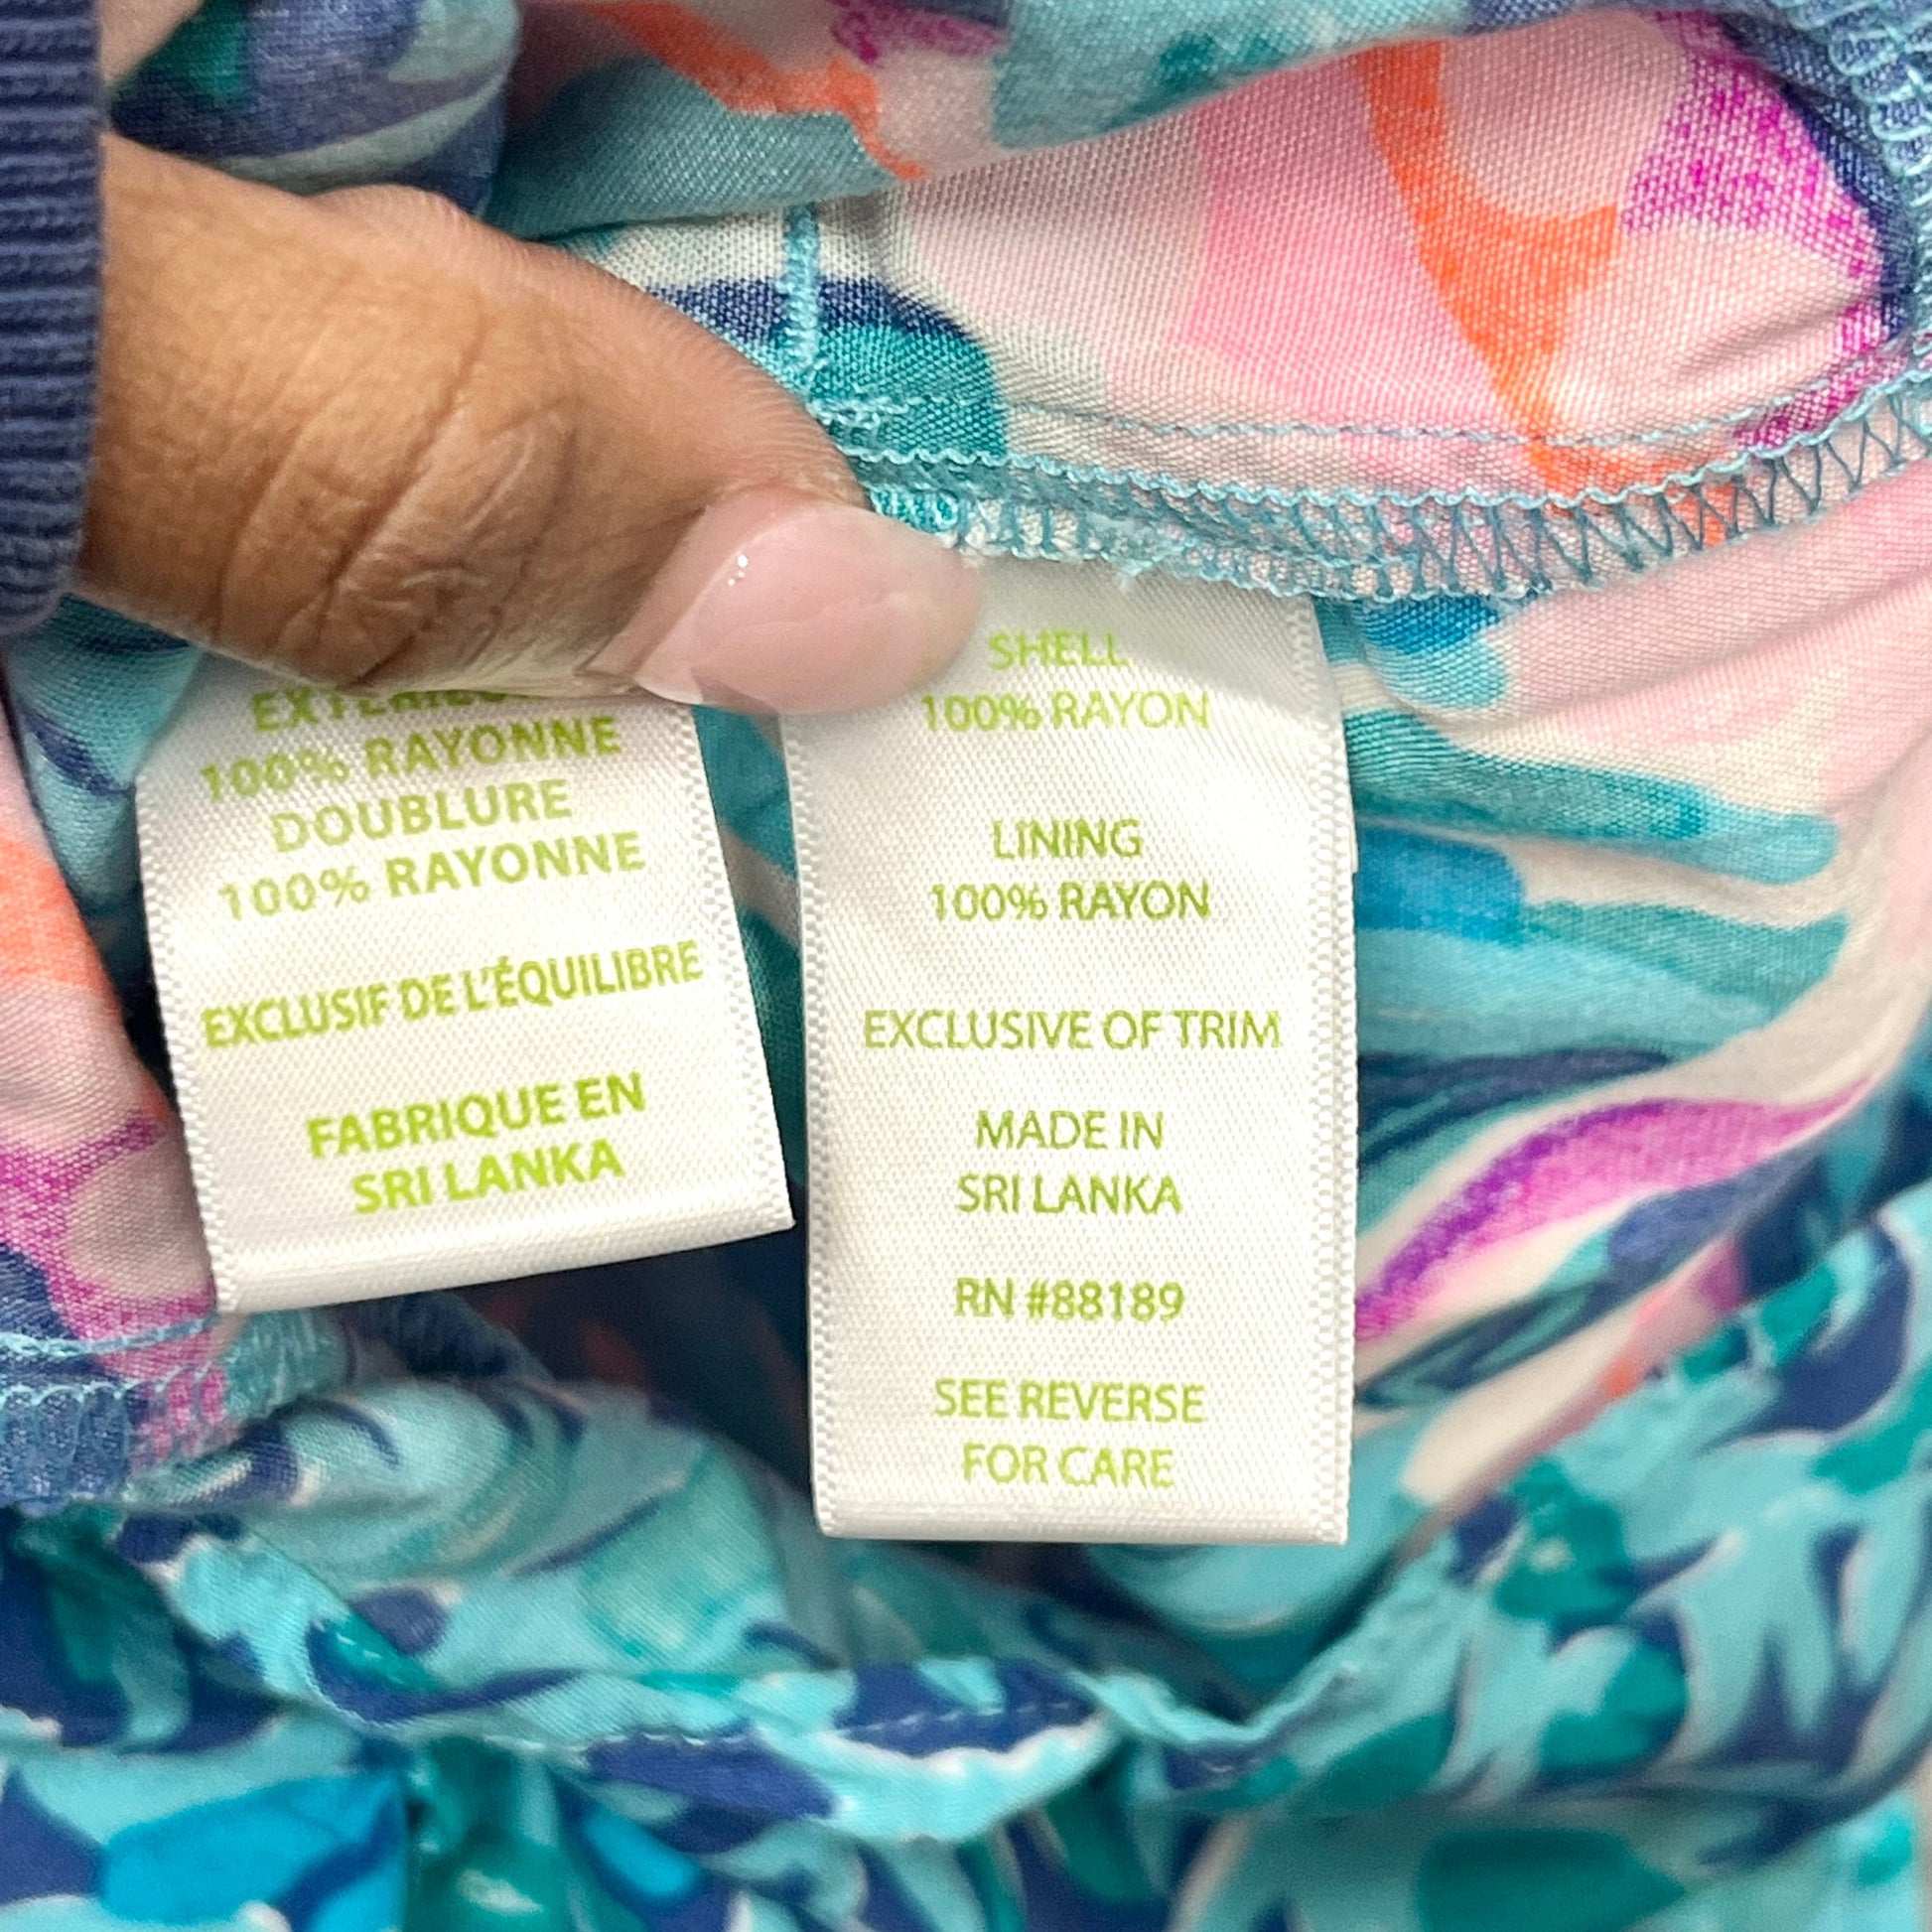 100% RAYONNE
DOUBLURE
100% RAYONNE
EXCLUSIF DE L'ÉQUILIBRE
FABRIQUE EN
SRI LANKA
SHELL
100% RAYON
LINING
100% RAYON
EXCLUSIVE OF TRIM
MADE IN
SRI LANKA
RN #88189
SEE REVERSE
FOR CARE